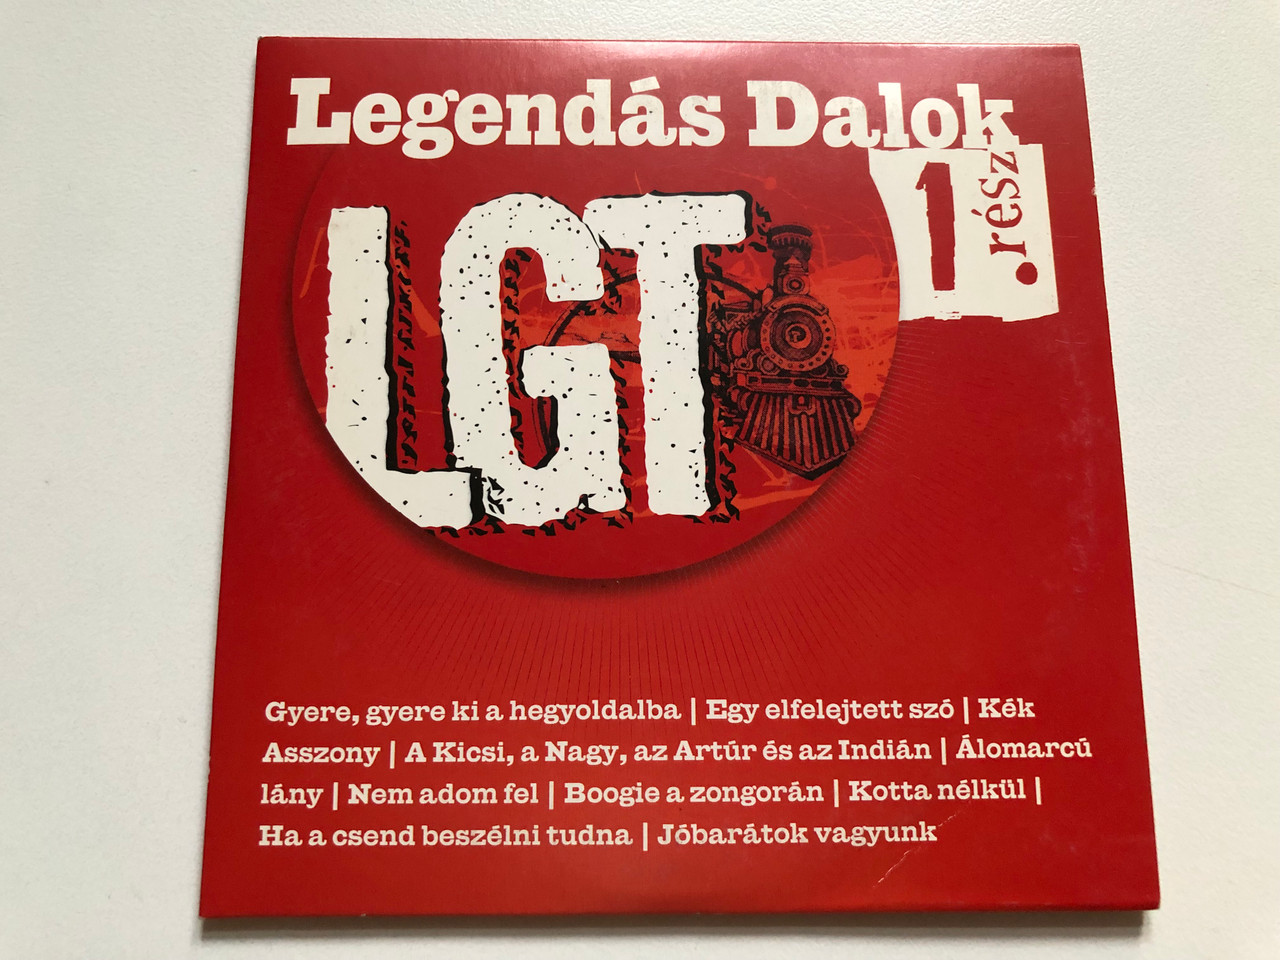 Legendás Dalok
1. rész
LGT
Gyere, gyere ki a hegyoldalba | Egy elfelejtett szó | Kék
Asszony | A Kicsi, a Nagy, az Artúr és az Indián | Álomarcú
lány | Nem adom fel | Boogie a zongorán | Kotta nélkül |
Ha a csend beszélni tudna | Jóbarátok vagyunk